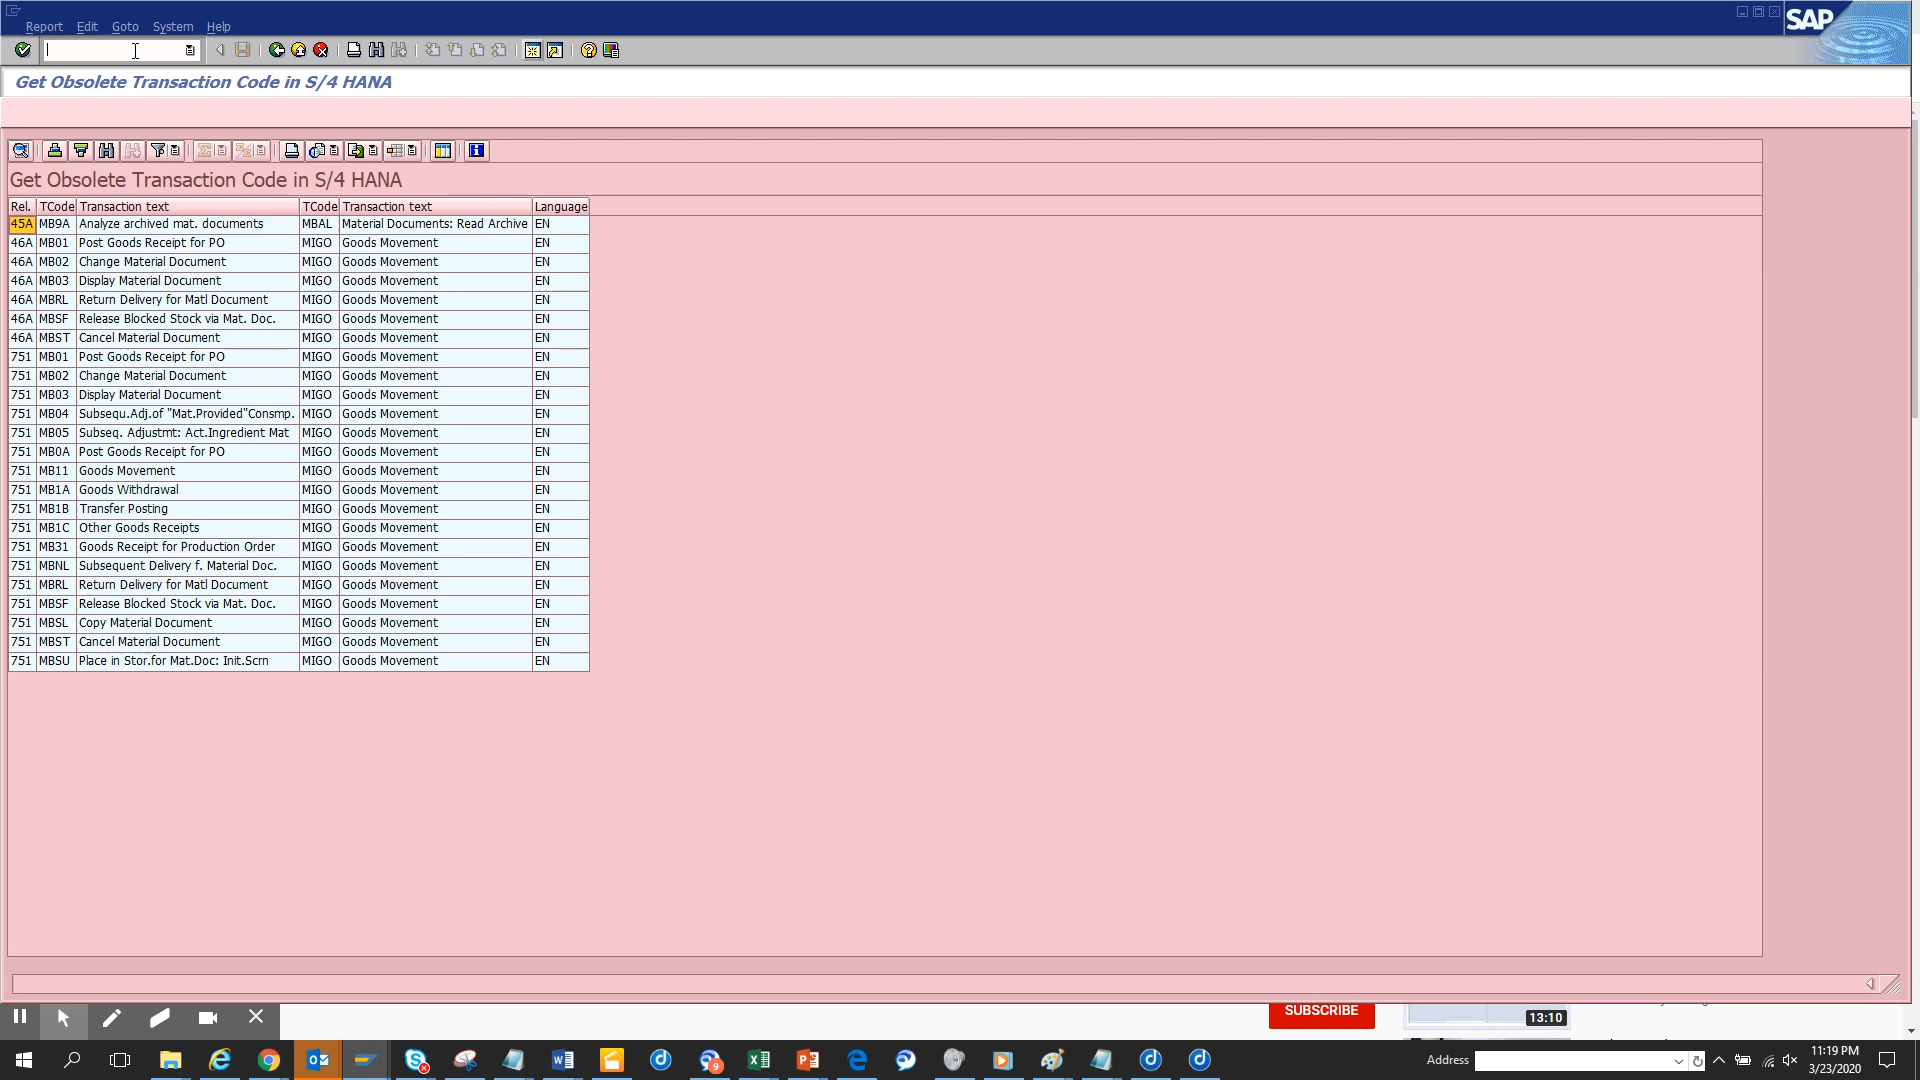 Report Edit Goto System Help
SAP
Get Obsolete Transaction Code in S/4 HANA
Get Obsolete Transaction Code in S/4 HANA
Rel. TCode Transaction text TCode Transaction text Language
45A MB9A Analyze archived mat. documents MBAL Material Documents: Read Archive EN
46A MB01 Post Goods Receipt for PO MIGO Goods Movement EN
46A MB02 Change Material Document MIGO Goods Movement EN
46A MB03 Display Material Document MIGO Goods Movement EN
46A MBRL Return Delivery for Matl Document MIGO Goods Movement EN
46A MBSF Release Blocked Stock via Mat. Doc. MIGO Goods Movement EN
46A MBST Cancel Material Document MIGO Goods Movement EN
751 MB01 Post Goods Receipt for PO MIGO Goods Movement EN
751 MB02 Change Material Document MIGO Goods Movement EN
751 MB03 Display Material Document MIGO Goods Movement EN
751 MB04 Subsequ.Adj.of "Mat.Provided"Consmp. MIGO Goods Movement EN
751 MB05 Subseq. Adjustmt: Act.Ingredient Mat MIGO Goods Movement EN
751 MB0A Post Goods Receipt for PO MIGO Goods Movement EN
751 MB11 Goods Movement MIGO Goods Movement EN
751 MB1A Goods Withdrawal MIGO Goods Movement EN
751 MB1B Transfer Posting MIGO Goods Movement EN
751 MB1C Other Goods Receipts MIGO Goods Movement EN
751 MB31 Goods Receipt for Production Order MIGO Goods Movement EN
751 MBNL Subsequent Delivery f. Material Doc. MIGO Goods Movement EN
751 MBRL Return Delivery for Matl Document MIGO Goods Movement EN
751 MBSF Release Blocked Stock via Mat. Doc. MIGO Goods Movement EN
751 MBSL Copy Material Document MIGO Goods Movement EN
751 MBST Cancel Material Document MIGO Goods Movement EN
751 MBSU Place in Stor.for Mat.Doc: Init.Scrn MIGO Goods Movement EN
SUBSCRIBE
13:10
Address
11:19 PM
3/23/2020